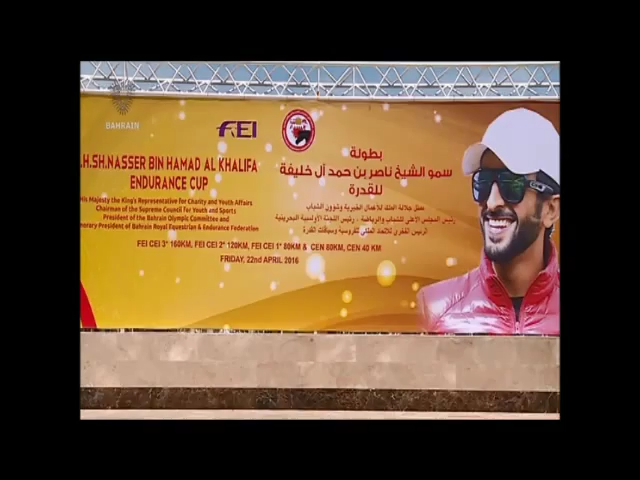 BAHRAIN
FEI
.H.SH.NASSER BIN HAMAD AL KHALIFA
ENDURANCE CUP
His Majesty the King's Representative for Charity and Youth Affairs
Chairman of the Supreme Council for Youth and Sports
President of the Bahrain Olympic Committee and
nerary President of Bahrain Royal Equestrian & Endurance Federation
بطولة
سمو الشيخ ناصر بن حمد آل خليفة
للقدرة
ممثل جلالة الملك للأعمال الخيرية وشؤون الشباب
رئيس المجلس الأعلى للشباب والرياضة - رئيس اللجنة الأولمبية البحرينية
الرئيس الفخري للاتحاد الملكي للفروسية وسباقات القدرة
FEI CEI 3* 160KM, FEI CEI 2* 120KM, FEI CEI 1* 80KM & CEN 80KM, CEN 40 KM
FRIDAY, 22nd APRIL 2016